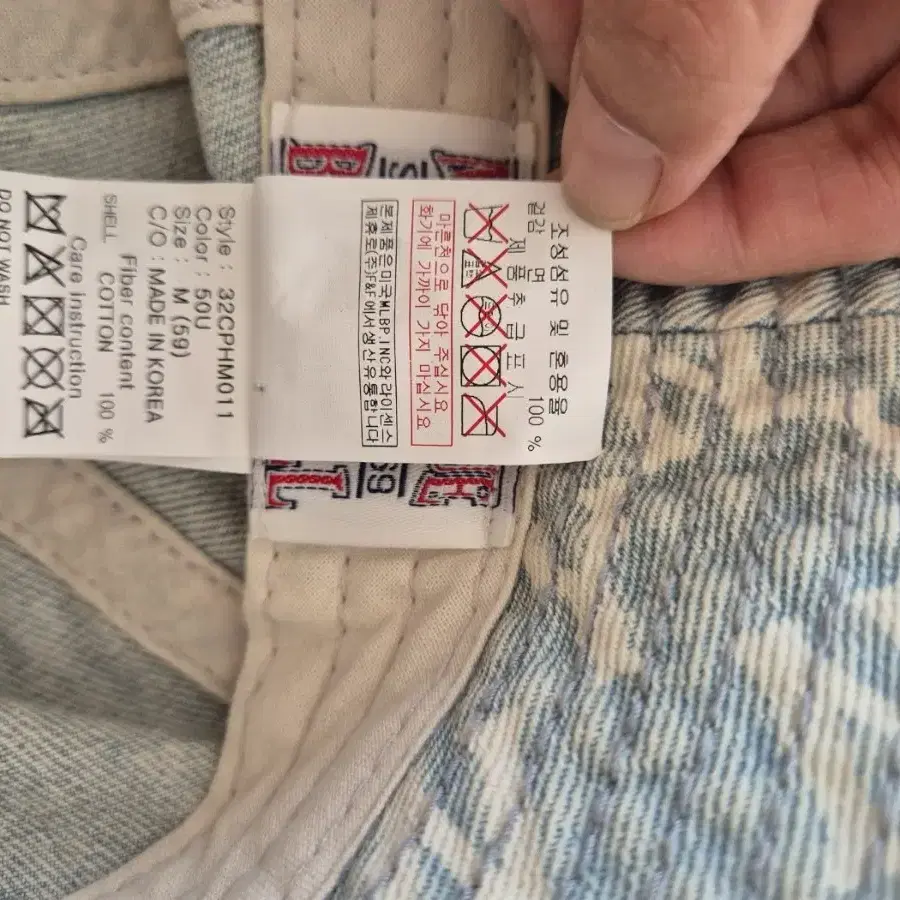 조성섬유 및 혼용율
겉감 면 100 %
제품 취급표시
마른천으로 닦아 주십시요
화기에 가까이 가지 마십시요
본제품은 미국 MLBP.INC와 라이센스
제휴로 (주)F&F에서 생산유통합니다
Style : 32CPHM011
Color : 50U
Size : M (59)
C/O : MADE IN KOREA
Fiber content
SHELL COTTON 100 %
Care Instruction
DO NOT WASH